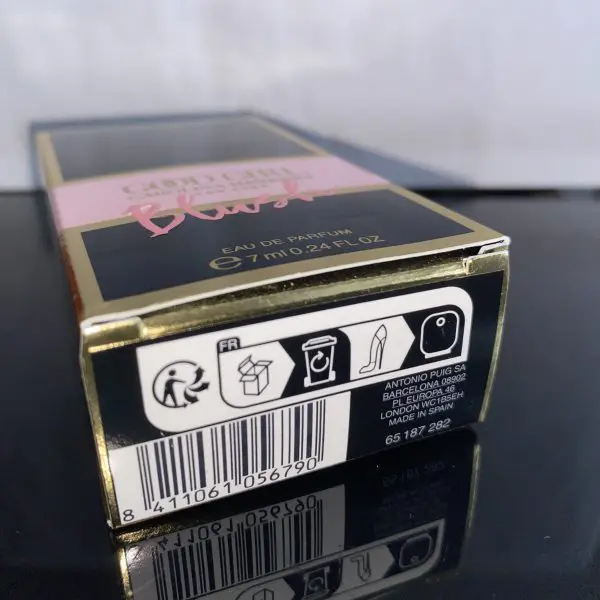 GOOD GIRL
Blush
EAU DE PARFUM
℮ 7 ml 0.24 FL OZ
FR
ANTONIO PUIG SA
BARCELONA 08902
PL.EUROPA 46
LONDON WC1B5EH
MADE IN SPAIN
65 187 282
8 411061 056790